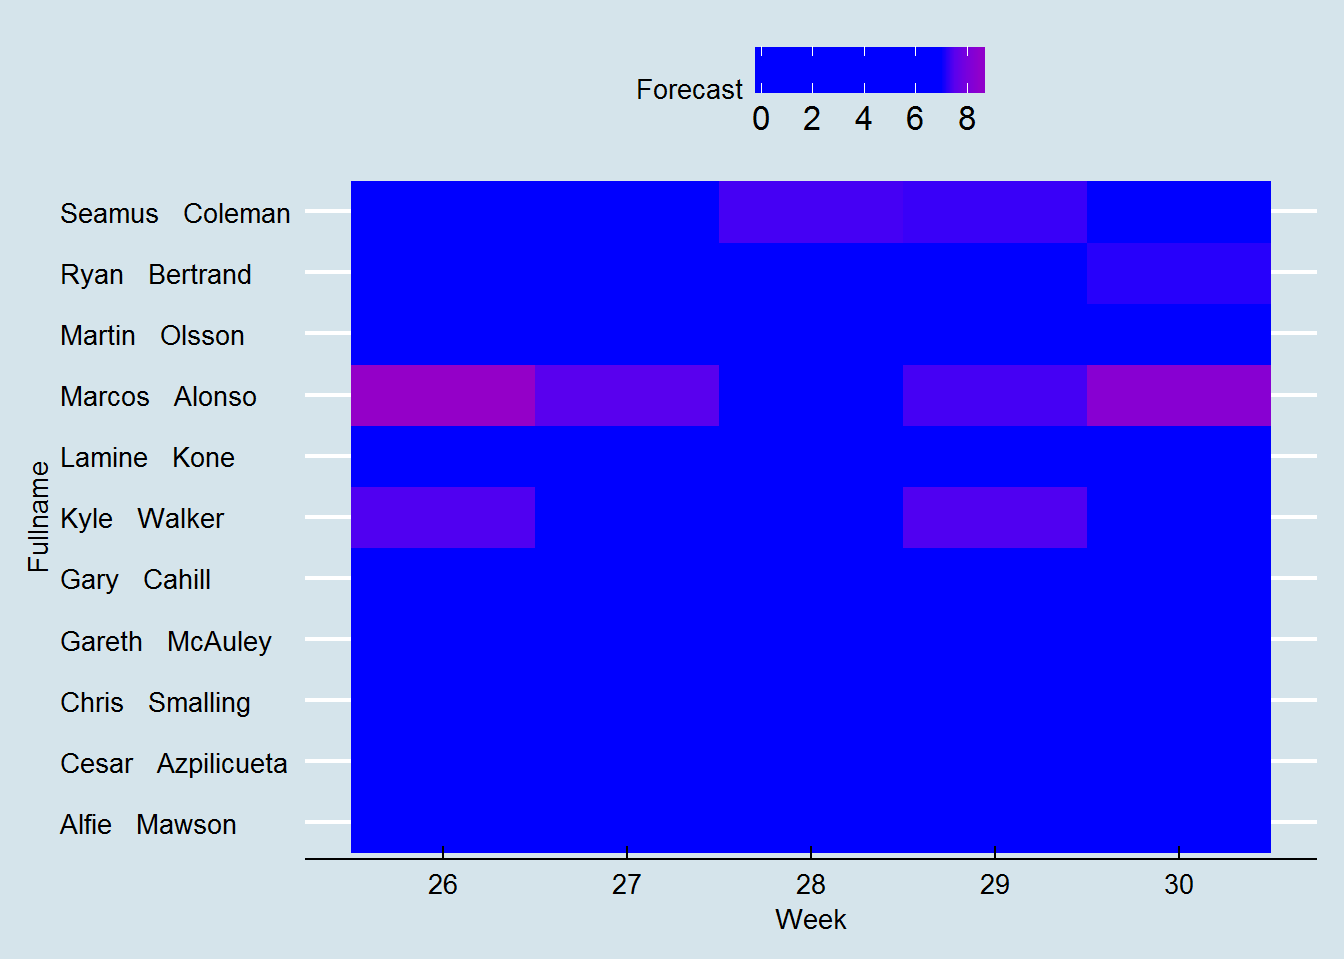 Forecast
0 2 4 6 8
Seamus Coleman
Ryan Bertrand
Martin Olsson
Marcos Alonso
Lamine Kone
Kyle Walker
Gary Cahill
Gareth McAuley
Chris Smalling
Cesar Azpilicueta
Alfie Mawson
Fullname
26 27 28 29 30
Week